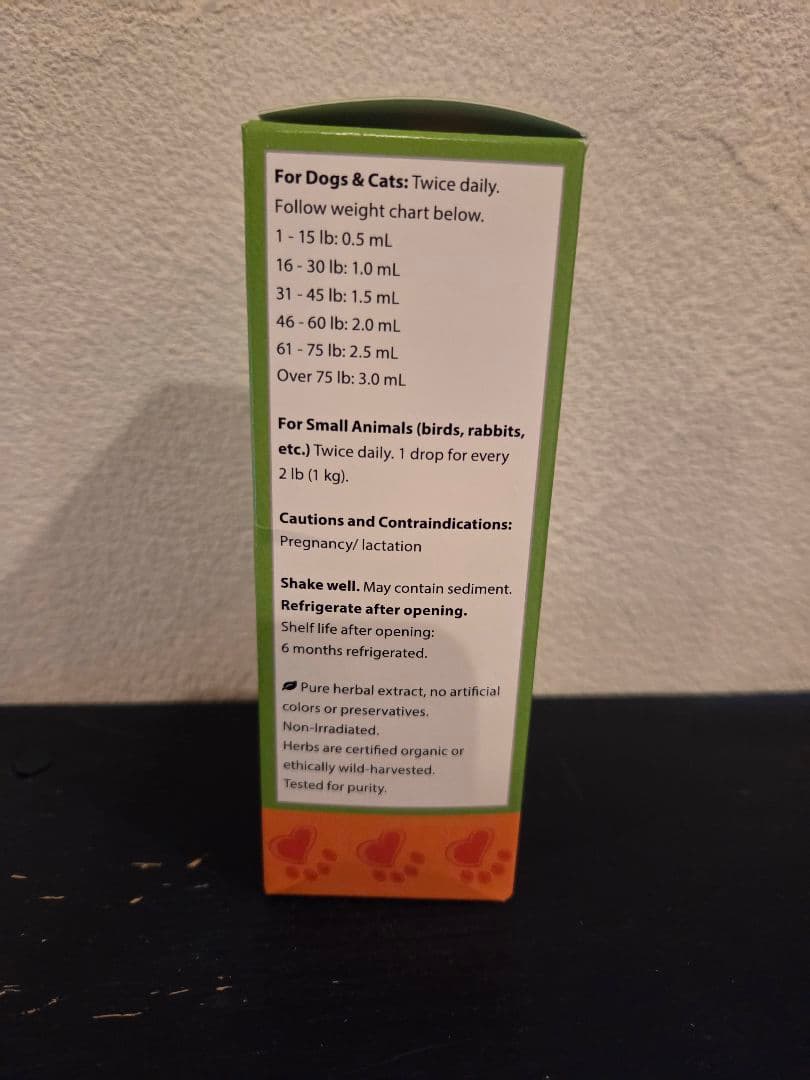 For Dogs & Cats: Twice daily.
Follow weight chart below.
1 - 15 lb: 0.5 mL
16 - 30 lb: 1.0 mL
31 - 45 lb: 1.5 mL
46 - 60 lb: 2.0 mL
61 - 75 lb: 2.5 mL
Over 75 lb: 3.0 mL
For Small Animals (birds, rabbits,
etc.) Twice daily. 1 drop for every
2 lb (1 kg).
Cautions and Contraindications:
Pregnancy/ lactation
Shake well. May contain sediment.
Refrigerate after opening.
Shelf life after opening:
6 months refrigerated.
Pure herbal extract, no artificial
colors or preservatives.
Non-Irradiated.
Herbs are certified organic or
ethically wild-harvested.
Tested for purity.